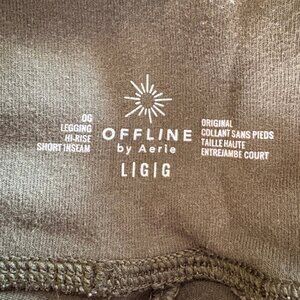 OG
LEGGING
HI-RISE
SHORT INSEAM
OFFLINE
by Aerie
L|G|G
ORIGINAL
COLLANT SANS PIEDS
TAILLE HAUTE
ENTREJAMBE COURT